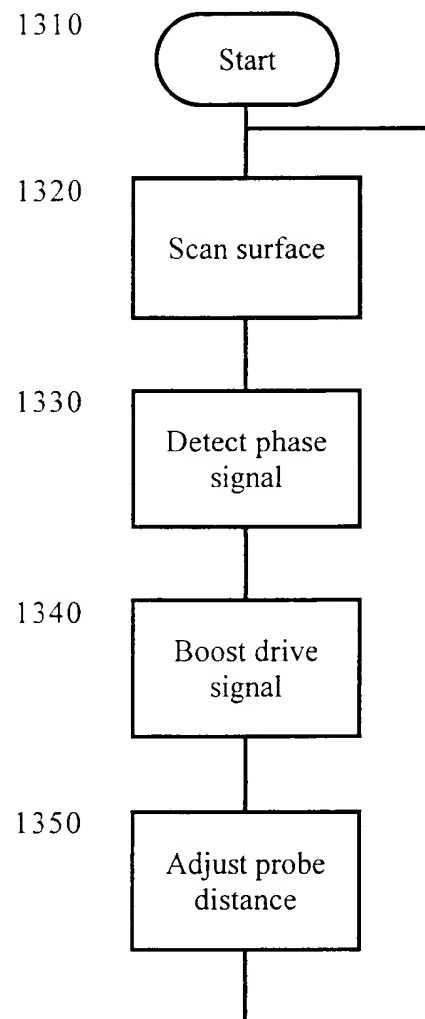 1310
Start
1320
Scan surface
1330
Detect phase
signal
1340
Boost drive
signal
1350
Adjust probe
distance